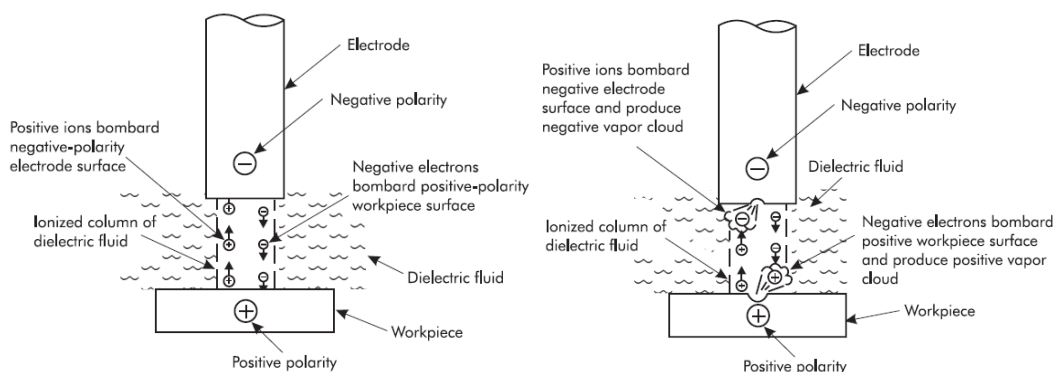 Electrode
Negative polarity
Positive ions bombard
negative-polarity
electrode surface
Negative electrons
bombard positive-polarity
workpiece surface
Ionized column of
dielectric fluid
Dielectric fluid
Workpiece
Positive polarity
Electrode
Positive ions bombard
negative electrode
surface and produce
negative vapor cloud
Negative polarity
Dielectric fluid
Ionized column of
dielectric fluid
Negative electrons bombard
positive workpiece surface
and produce positive vapor
cloud
Workpiece
Positive polarity